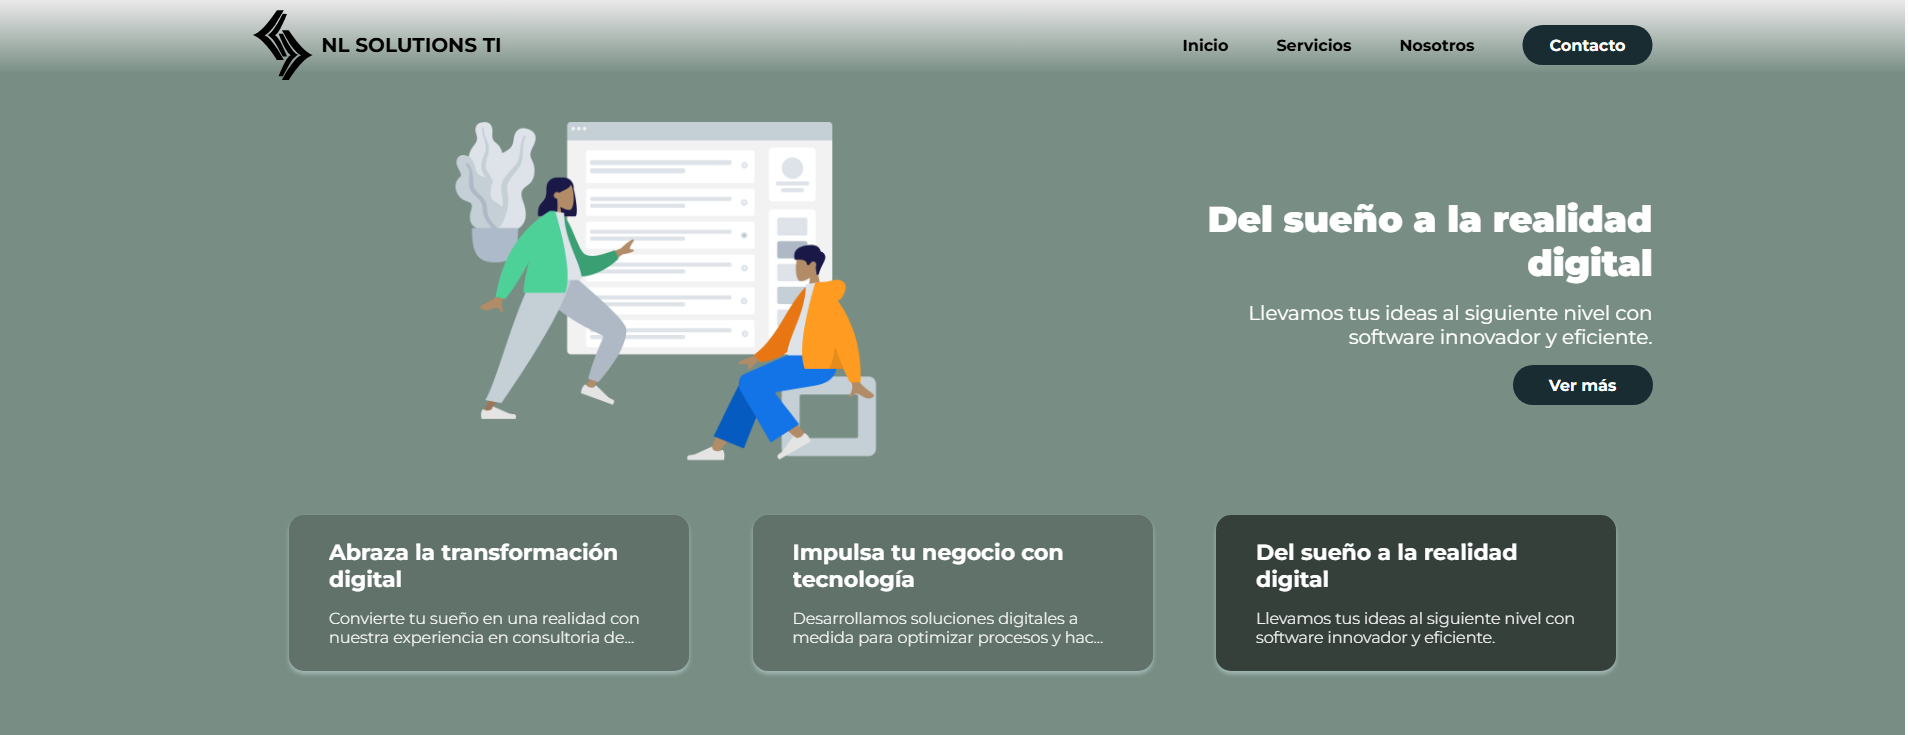 NL SOLUTIONS TI
Inicio Servicios Nosotros Contacto
Del sueño a la realidad
digital
Llevamos tus ideas al siguiente nivel con
software innovador y eficiente.
Ver más
Abraza la transformación
digital
Convierte tu sueño en una realidad con
nuestra experiencia en consultoria de...
Impulsa tu negocio con
tecnología
Desarrollamos soluciones digitales a
medida para optimizar procesos y hac...
Del sueño a la realidad
digital
Llevamos tus ideas al siguiente nivel con
software innovador y eficiente.